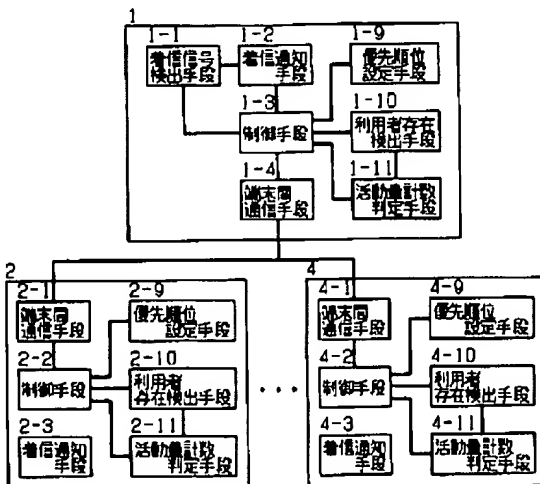 1
1-1
着信信号
検出手段
1-2
着信通知
手段
1-9
優先順位
設定手段
1-3
制御手段
1-10
利用者存在
検出手段
1-4
端末間
通信手段
1-11
活動量計数
判定手段
2
2-1
端末間
通信手段
2-9
優先順位
設定手段
2-2
制御手段
2-10
利用者
存在検出手段
2-3
着信通知
手段
2-11
活動量計数
判定手段
...
4
4-1
端末間
通信手段
4-9
優先順位
設定手段
4-2
制御手段
4-10
利用者
存在検出手段
4-3
着信通知
手段
4-11
活動量計数
判定手段